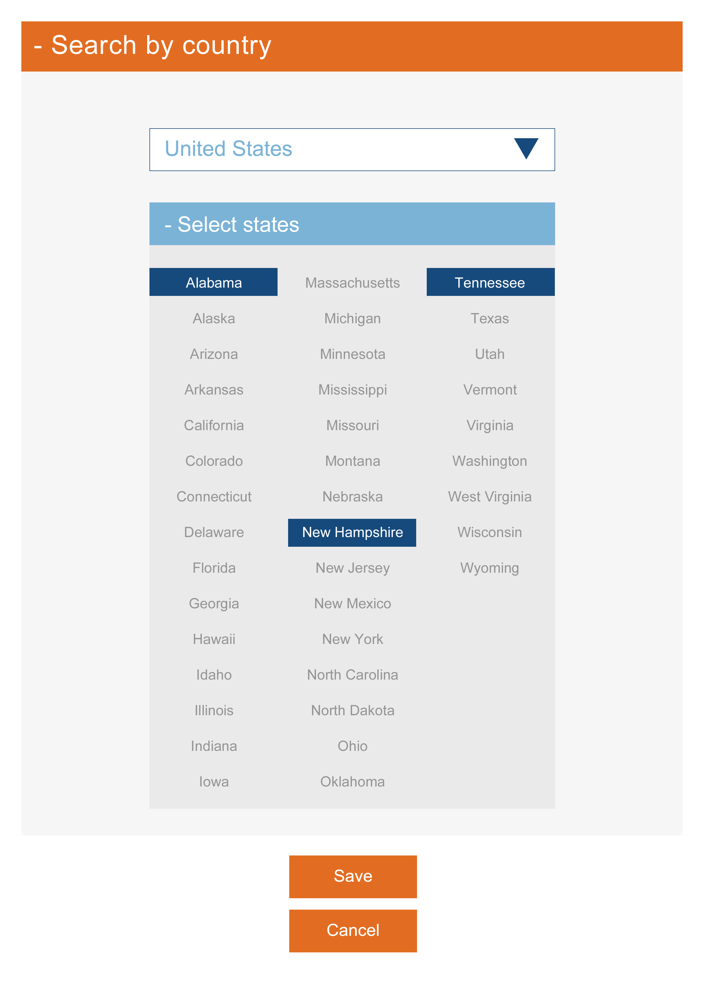 - Search by country
United States
- Select states
Alabama Massachusetts Tennessee
Alaska Michigan Texas
Arizona Minnesota Utah
Arkansas Mississippi Vermont
California Missouri Virginia
Colorado Montana Washington
Connecticut Nebraska West Virginia
Delaware New Hampshire Wisconsin
Florida New Jersey Wyoming
Georgia New Mexico
Hawaii New York
Idaho North Carolina
Illinois North Dakota
Indiana Ohio
Iowa Oklahoma
Save
Cancel